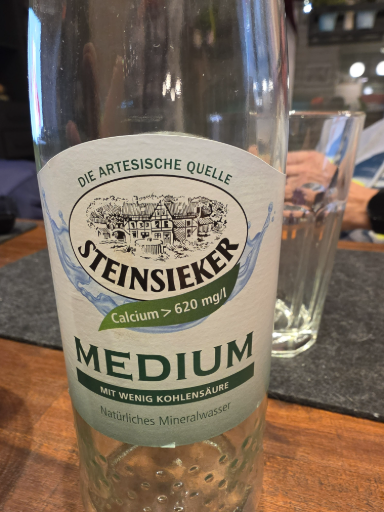 DIE ARTESISCHE QUELLE
STEINSIEKER
Calcium > 620 mg/l
MEDIUM
MIT WENIG KOHLENSÄURE
Natürliches Mineralwasser